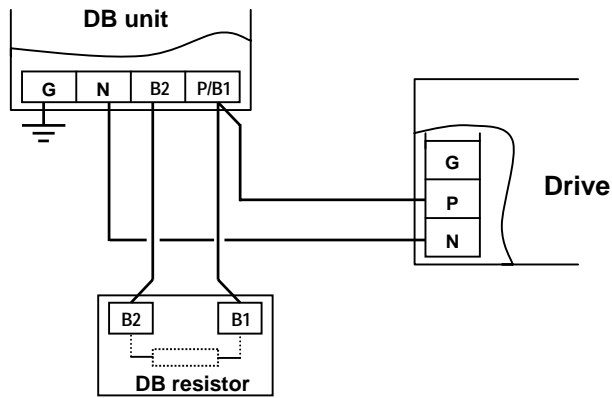 DB unit
G N B2 P/B1
G
Drive
P
N
B2 B1
DB resistor